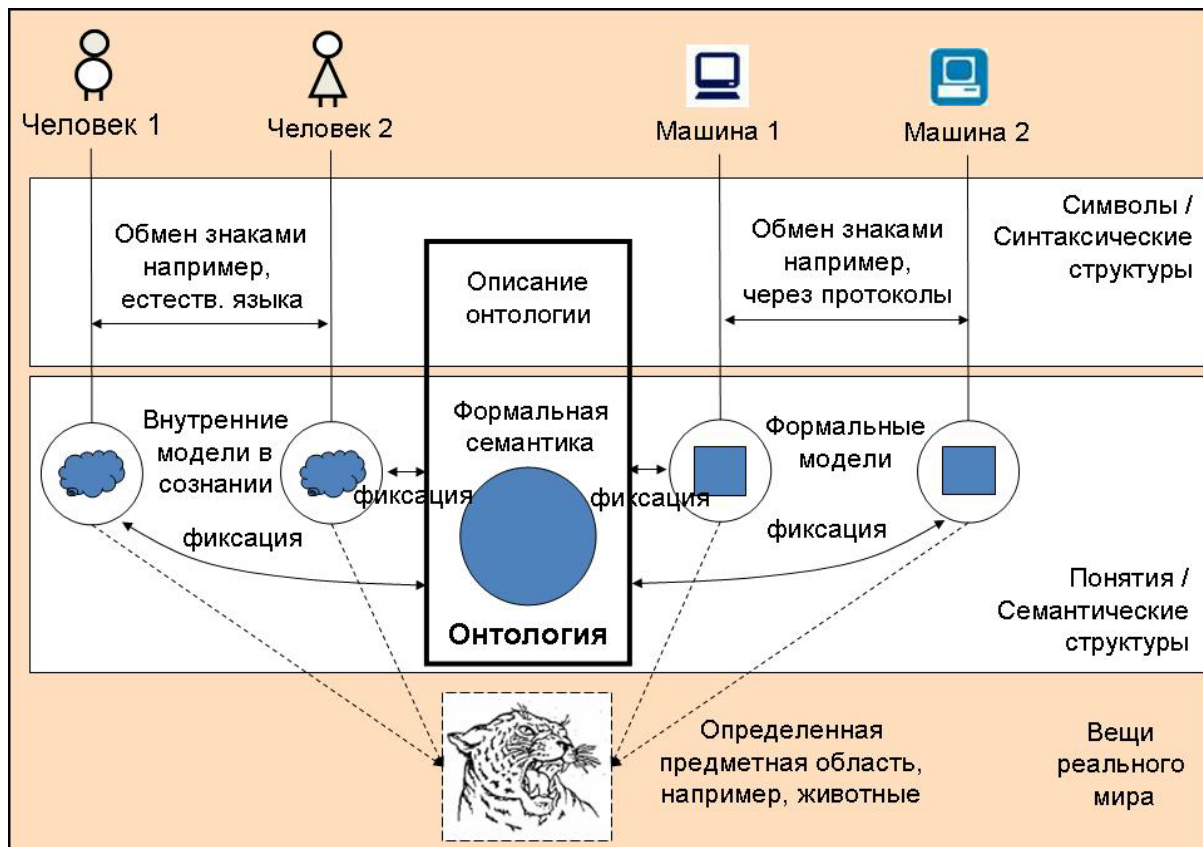 Человек 1
Человек 2
Машина 1
Машина 2
Символы /
Синтаксические
структуры
Обмен знаками
например,
естеств. языка
Описание
онтологии
Обмен знаками
например,
через протоколы
Внутренние
модели в
сознании
Формальная
семантика
Формальные
модели
фиксация
фиксация
фиксация
фиксация
Онтология
Понятия /
Семантические
структуры
Определенная
предметная область,
например, животные
Вещи
реального
мира